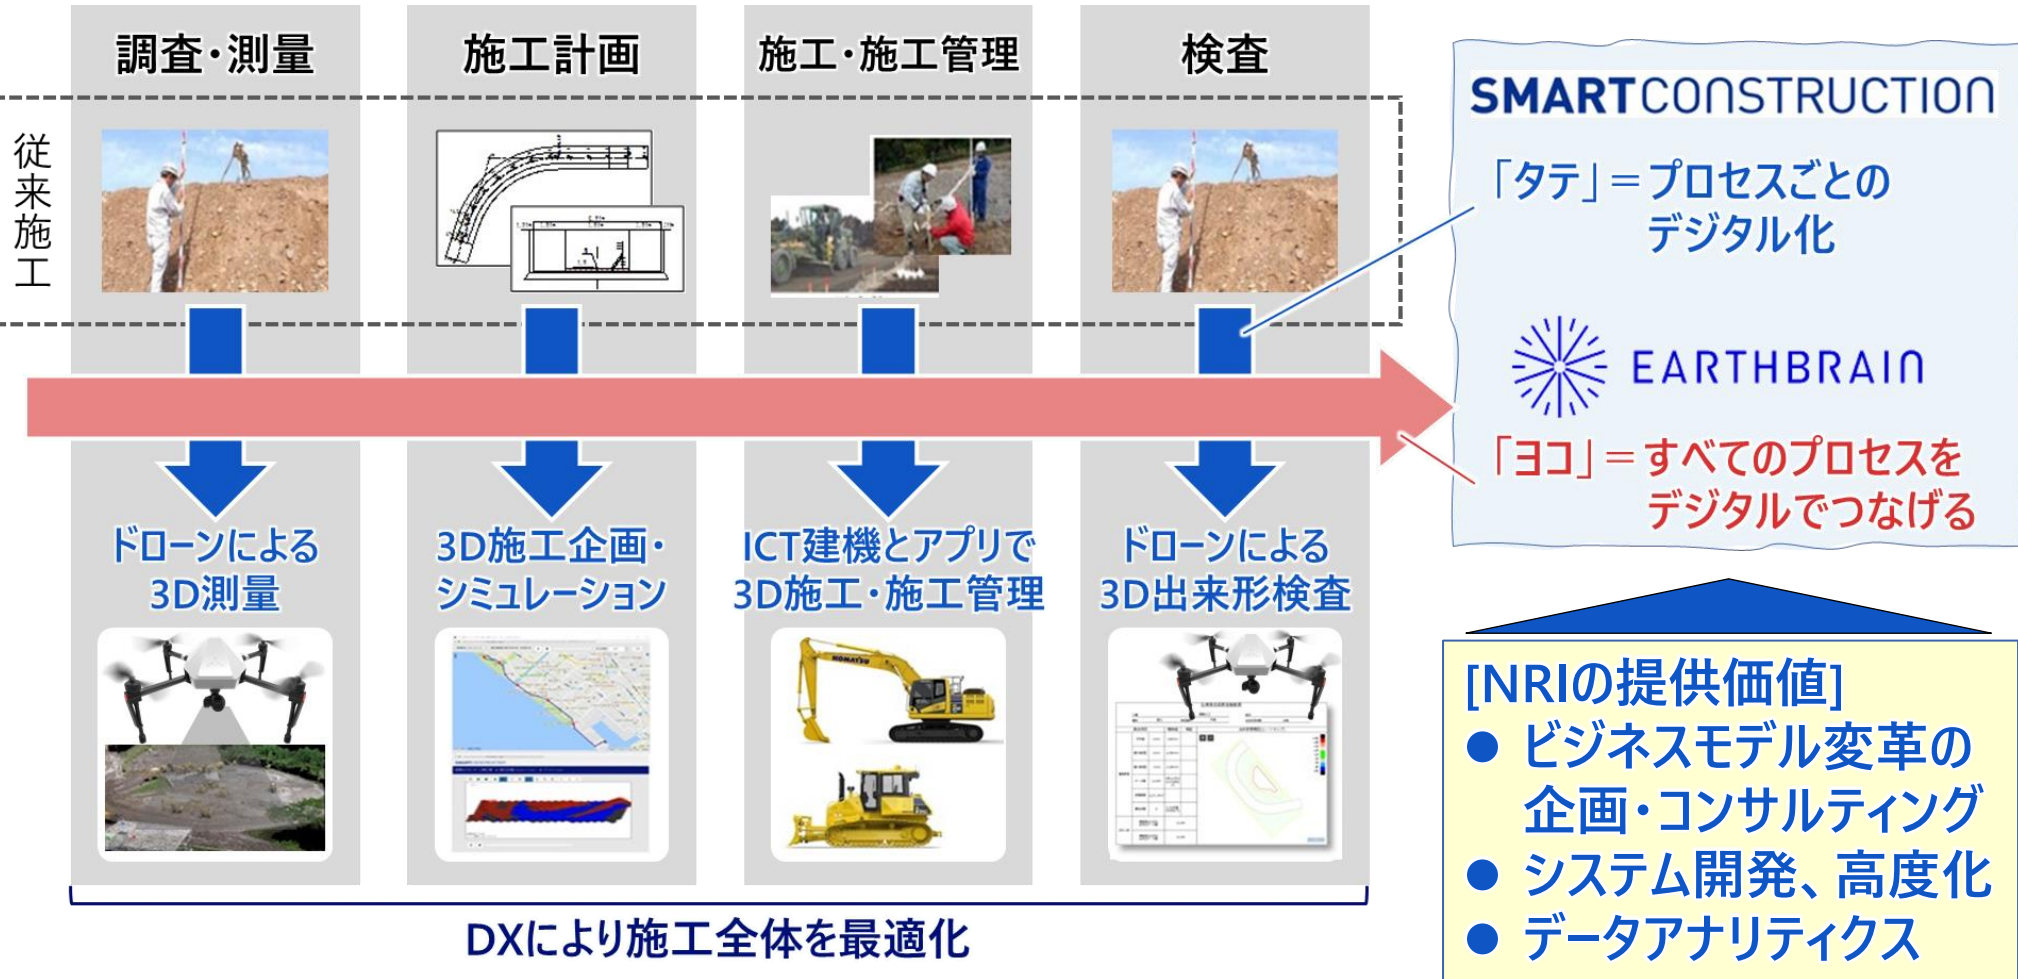 調査・測量
施工計画
施工・施工管理
検査
従来施工
SMARTCONSTRUCTION
「タテ」＝プロセスごとの
デジタル化
EARTHBRAIN
「ヨコ」＝すべてのプロセスを
デジタルでつなげる
ドローンによる
3D測量
3D施工企画・
シミュレーション
ICT建機とアプリで
3D施工・施工管理
ドローンによる
3D出来形検査
KOMATSU
DXにより施工全体を最適化
[NRIの提供価値]
● ビジネスモデル変革の
企画・コンサルティング
● システム開発、高度化
● データアナリティクス